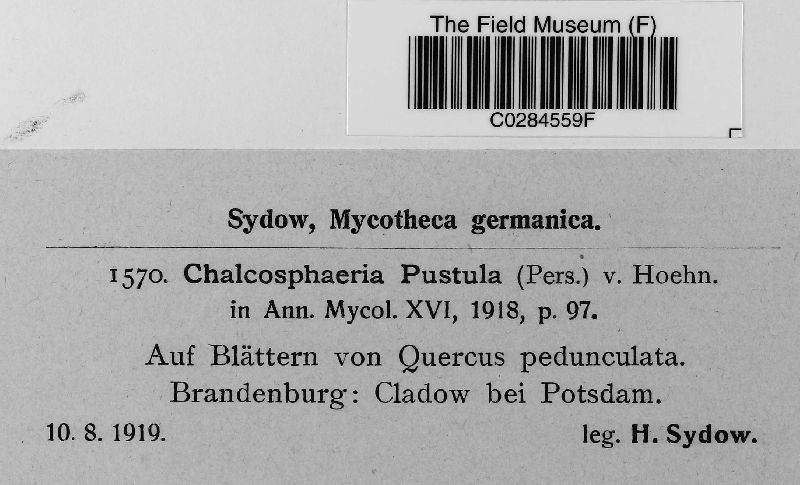 The Field Museum (F)
C0284559F
Sydow, Mycotheca germanica.
1570. Chalcosphaeria Pustula (Pers.) v. Hoehn.
in Ann. Mycol. XVI, 1918, p. 97.
Auf Blättern von Quercus pedunculata.
Brandenburg: Cladow bei Potsdam.
10. 8. 1919. leg. H. Sydow.